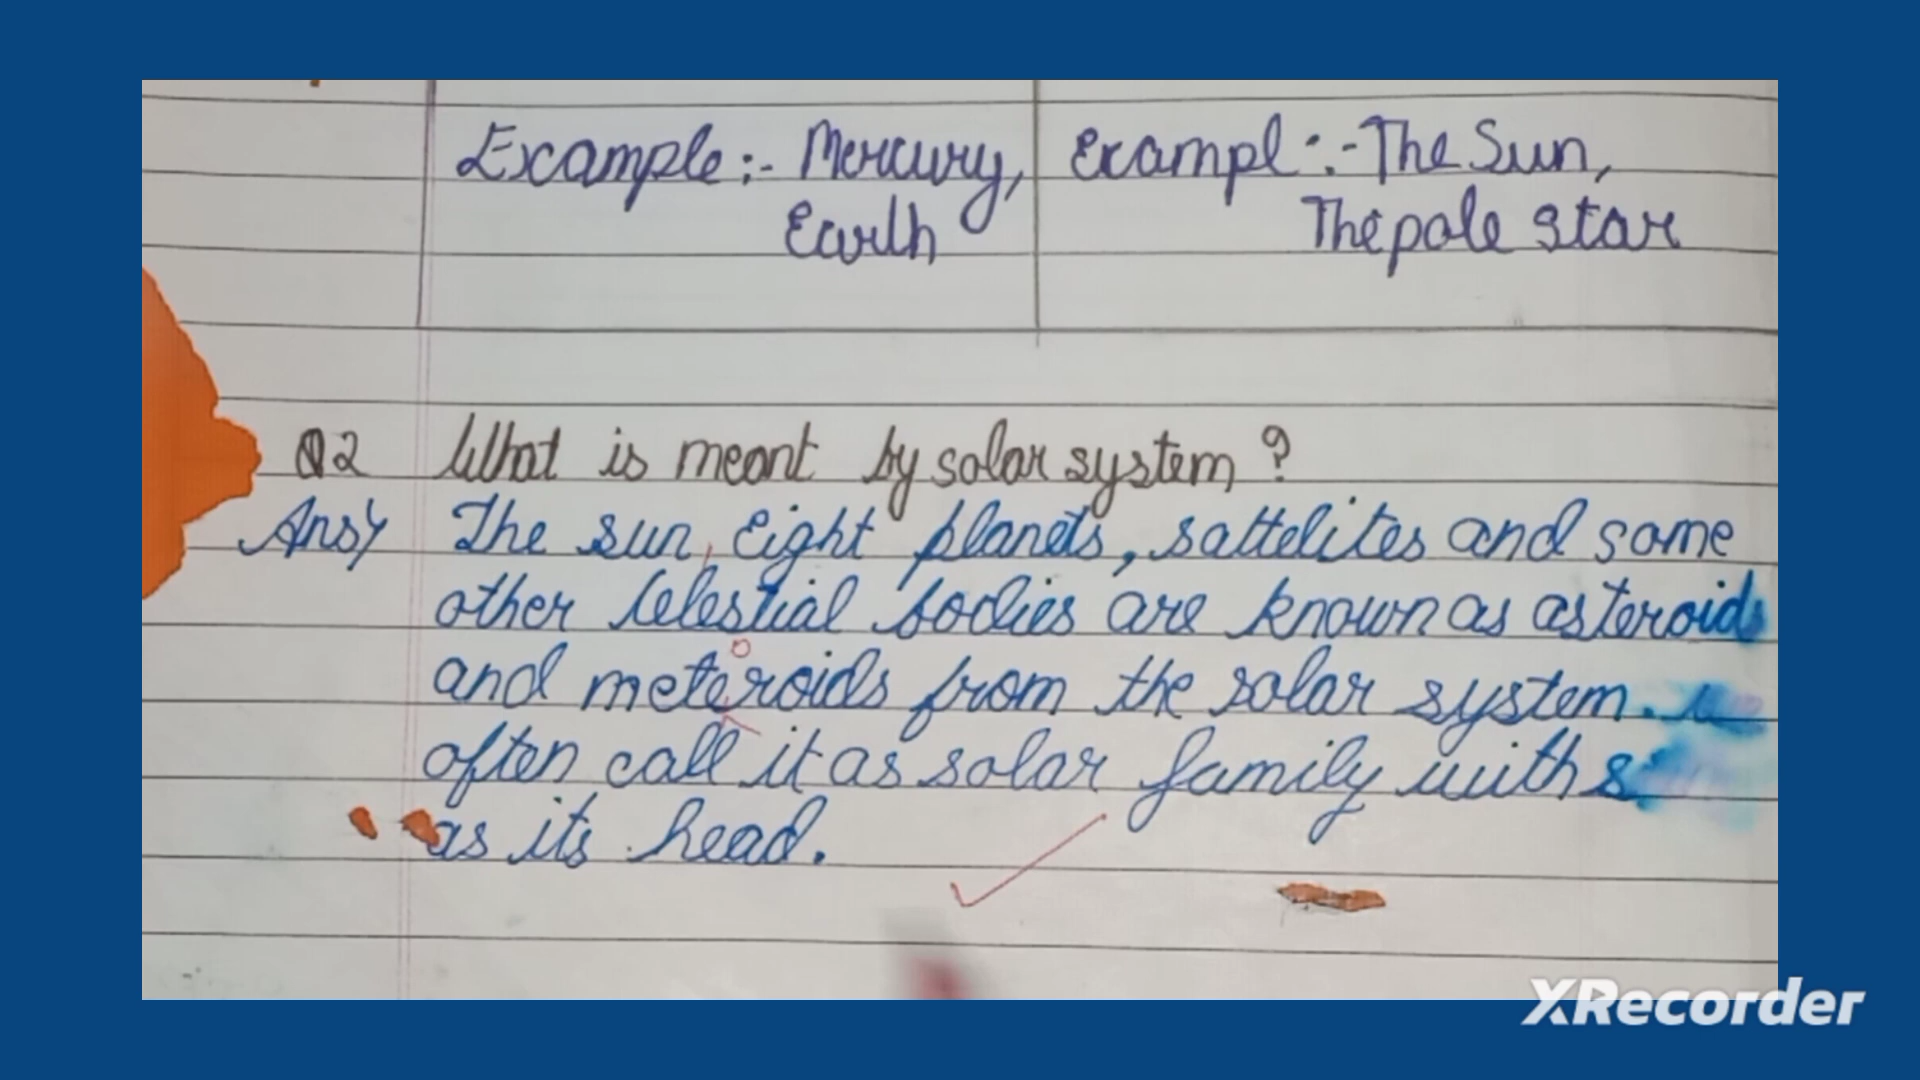 Example:- Mercury, Exampl :- The Sun,
Earth The pole star
Q2 What is meant by solar system ?
Ans> The sun, Eight planets, sattelites and some
other celestial bodies are known as asteroids
and meteroids from the solar system.
often call it as solar family with
as its head.
XRecorder